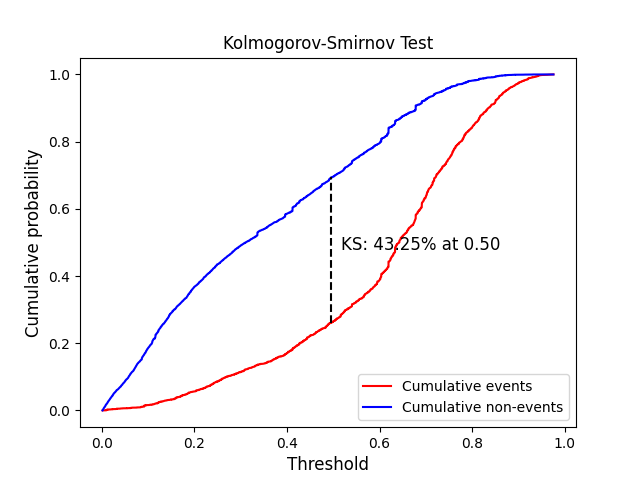 Kolmogorov-Smirnov Test
Cumulative probability
1.0
0.8
0.6
0.4
0.2
0.0
KS: 43.25% at 0.50
Cumulative events
Cumulative non-events
0.0 0.2 0.4 0.6 0.8 1.0
Threshold